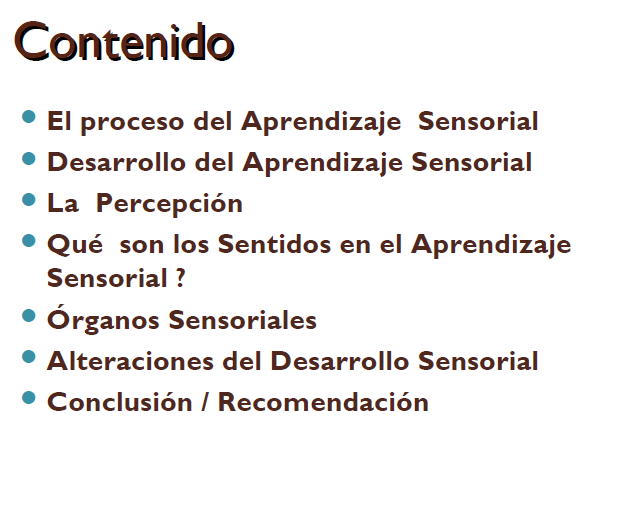 Contenido
• El proceso del Aprendizaje  Sensorial
• Desarrollo del Aprendizaje Sensorial
• La  Percepción
• Qué  son los Sentidos en el Aprendizaje
Sensorial ?
• Órganos Sensoriales
• Alteraciones del Desarrollo Sensorial
• Conclusión / Recomendación